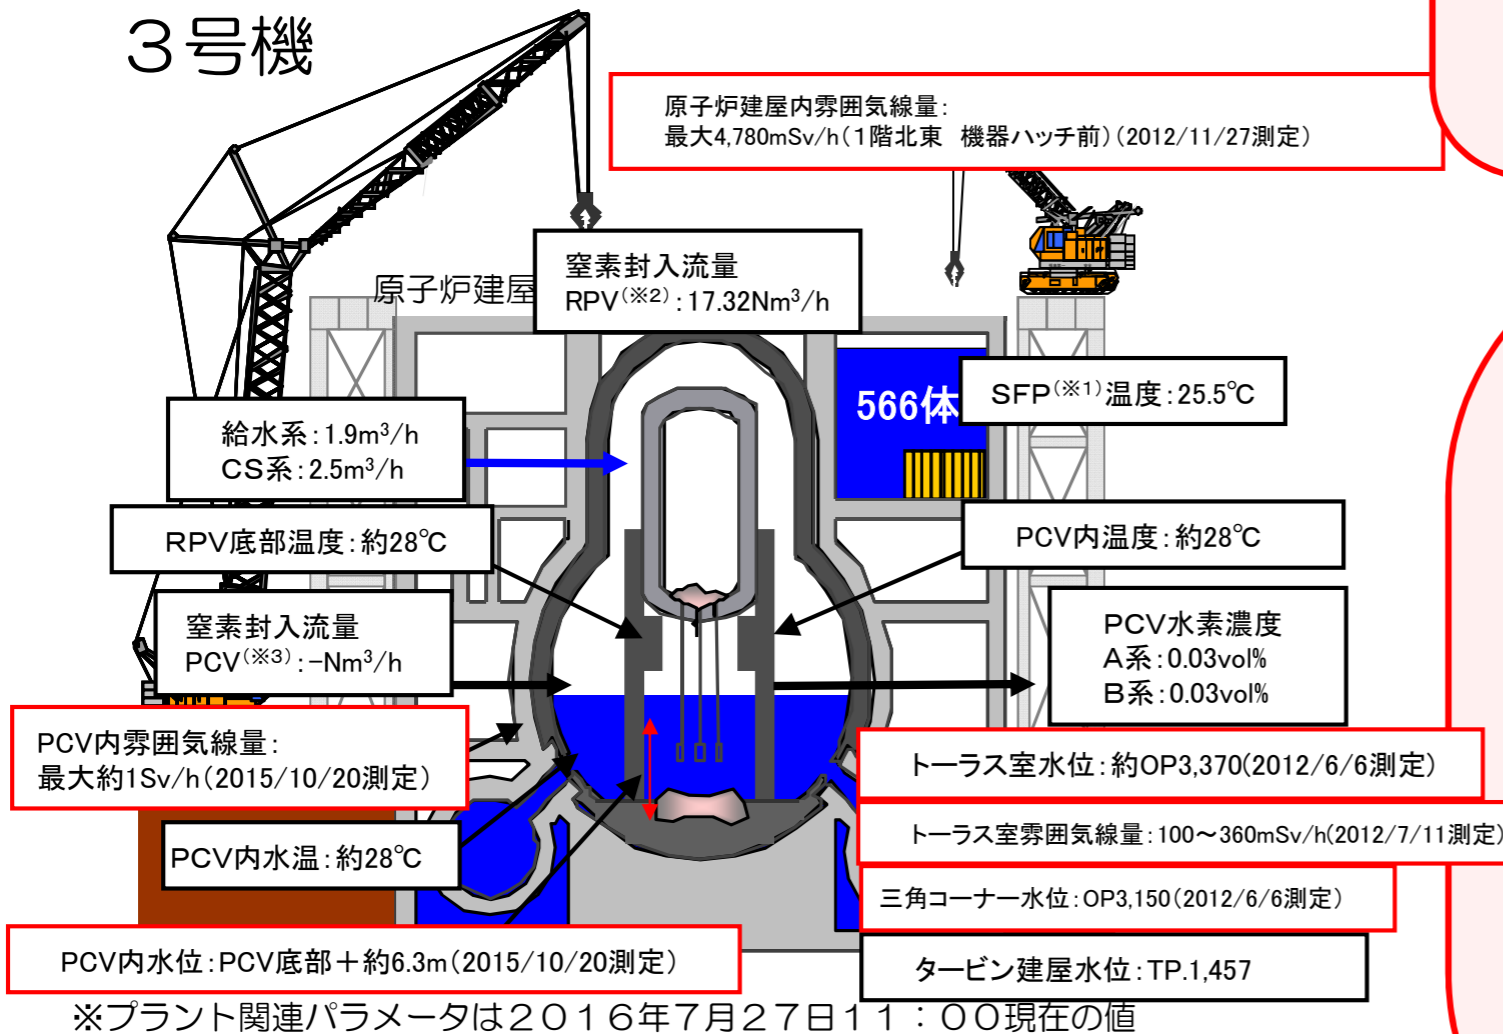 ３号機
原子炉建屋内雰囲気線量：
最大4,780mSv/h（１階北東　機器ハッチ前）（2012/11/27測定）
原子炉建屋
窒素封入流量
RPV(※2)：17.32Nm³/h
566体
SFP(※1)温度：25.5℃
給水系：1.9m³/h
CS系：2.5m³/h
RPV底部温度：約28℃
PCV内温度：約28℃
窒素封入流量
PCV(※3)：-Nm³/h
PCV水素濃度
A系：0.03vol%
B系：0.03vol%
PCV内雰囲気線量：
最大約1Sv/h（2015/10/20測定）
トーラス室水位：約OP3,370(2012/6/6測定)
トーラス室雰囲気線量：100～360mSv/h(2012/7/11測定)
PCV内水温：約28℃
三角コーナー水位：OP3,150（2012/6/6測定）
PCV内水位：PCV底部＋約6.3m（2015/10/20測定）
タービン建屋水位：TP.1,457
※プラント関連パラメータは２０１６年７月２７日１１：００現在の値